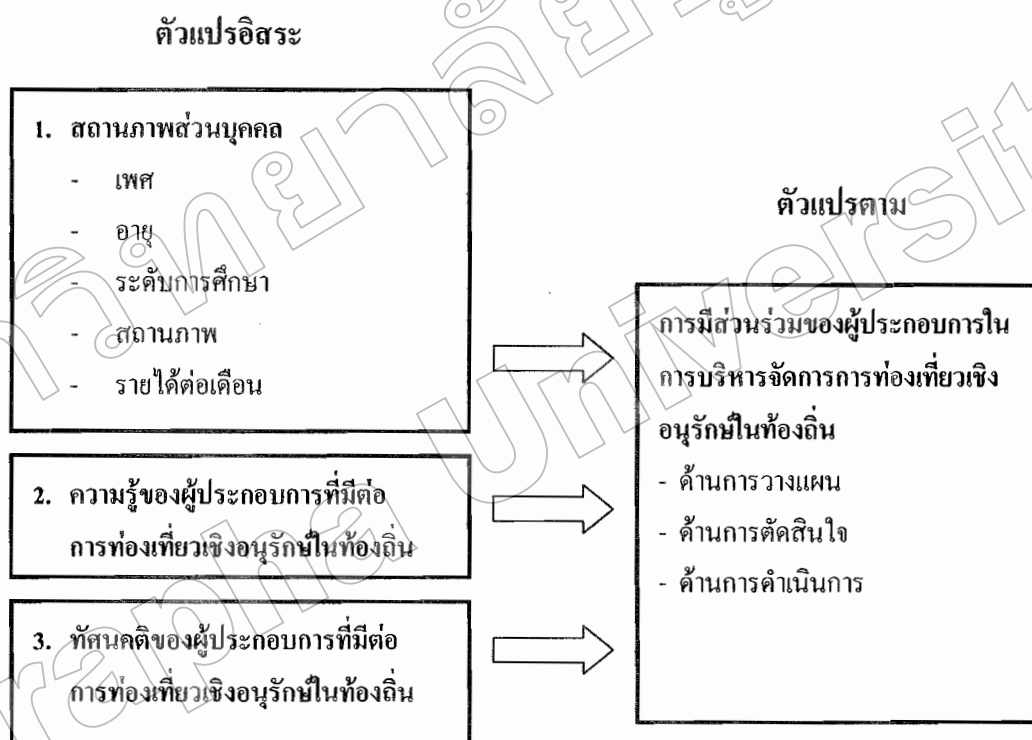 ตัวแปรอิสระ
1. สถานภาพส่วนบุคคล
- เพศ
- อายุ
- ระดับการศึกษา
- สถานภาพ
- รายได้ต่อเดือน
2. ความรู้ของผู้ประกอบการที่มีต่อ
การท่องเที่ยวเชิงอนุรักษ์ในท้องถิ่น
3. ทัศนคติของผู้ประกอบการที่มีต่อ
การท่องเที่ยวเชิงอนุรักษ์ในท้องถิ่น
ตัวแปรตาม
การมีส่วนร่วมของผู้ประกอบการใน
การบริหารจัดการการท่องเที่ยวเชิง
อนุรักษ์ในท้องถิ่น
- ด้านการวางแผน
- ด้านการตัดสินใจ
- ด้านการดำเนินการ